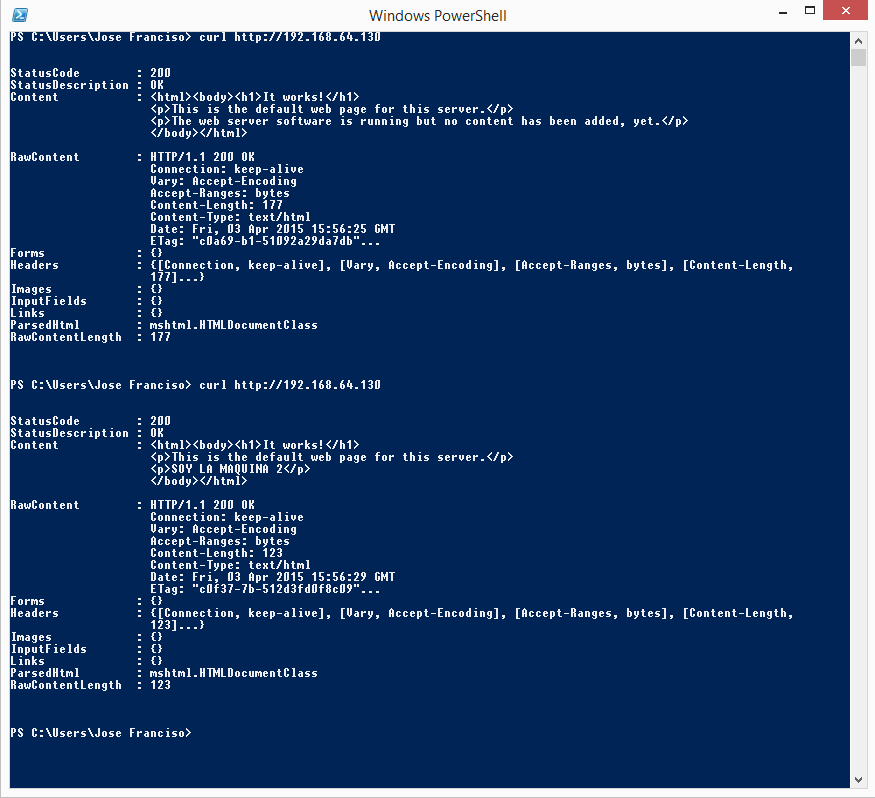 Windows PowerShell
PS C:\Users\Jose Franciso> curl http://192.168.64.130
StatusCode : 200
StatusDescription : OK
Content : <html><body><h1>It works!</h1>
<p>This is the default web page for this server.</p>
<p>The web server software is running but no content has been added, yet.</p>
</body></html>
RawContent : HTTP/1.1 200 OK
Connection: keep-alive
Vary: Accept-Encoding
Accept-Ranges: bytes
Content-Length: 177
Content-Type: text/html
Date: Fri, 03 Apr 2015 15:56:25 GMT
ETag: "c0a69-b1-51092a29da7db"...
Forms : {}
Headers : {[Connection, keep-alive], [Vary, Accept-Encoding], [Accept-Ranges, bytes], [Content-Length,
177]...}
Images : {}
InputFields : {}
Links : {}
ParsedHtml : mshtml.HTMLDocumentClass
RawContentLength : 177
PS C:\Users\Jose Franciso> curl http://192.168.64.130
StatusCode : 200
StatusDescription : OK
Content : <html><body><h1>It works!</h1>
<p>This is the default web page for this server.</p>
<p>SOY LA MAQUINA 2</p>
</body></html>
RawContent : HTTP/1.1 200 OK
Connection: keep-alive
Vary: Accept-Encoding
Accept-Ranges: bytes
Content-Length: 123
Content-Type: text/html
Date: Fri, 03 Apr 2015 15:56:29 GMT
ETag: "c0f37-7b-512d3fd0f8c09"...
Forms : {}
Headers : {[Connection, keep-alive], [Vary, Accept-Encoding], [Accept-Ranges, bytes], [Content-Length,
123]...}
Images : {}
InputFields : {}
Links : {}
ParsedHtml : mshtml.HTMLDocumentClass
RawContentLength : 123
PS C:\Users\Jose Franciso>